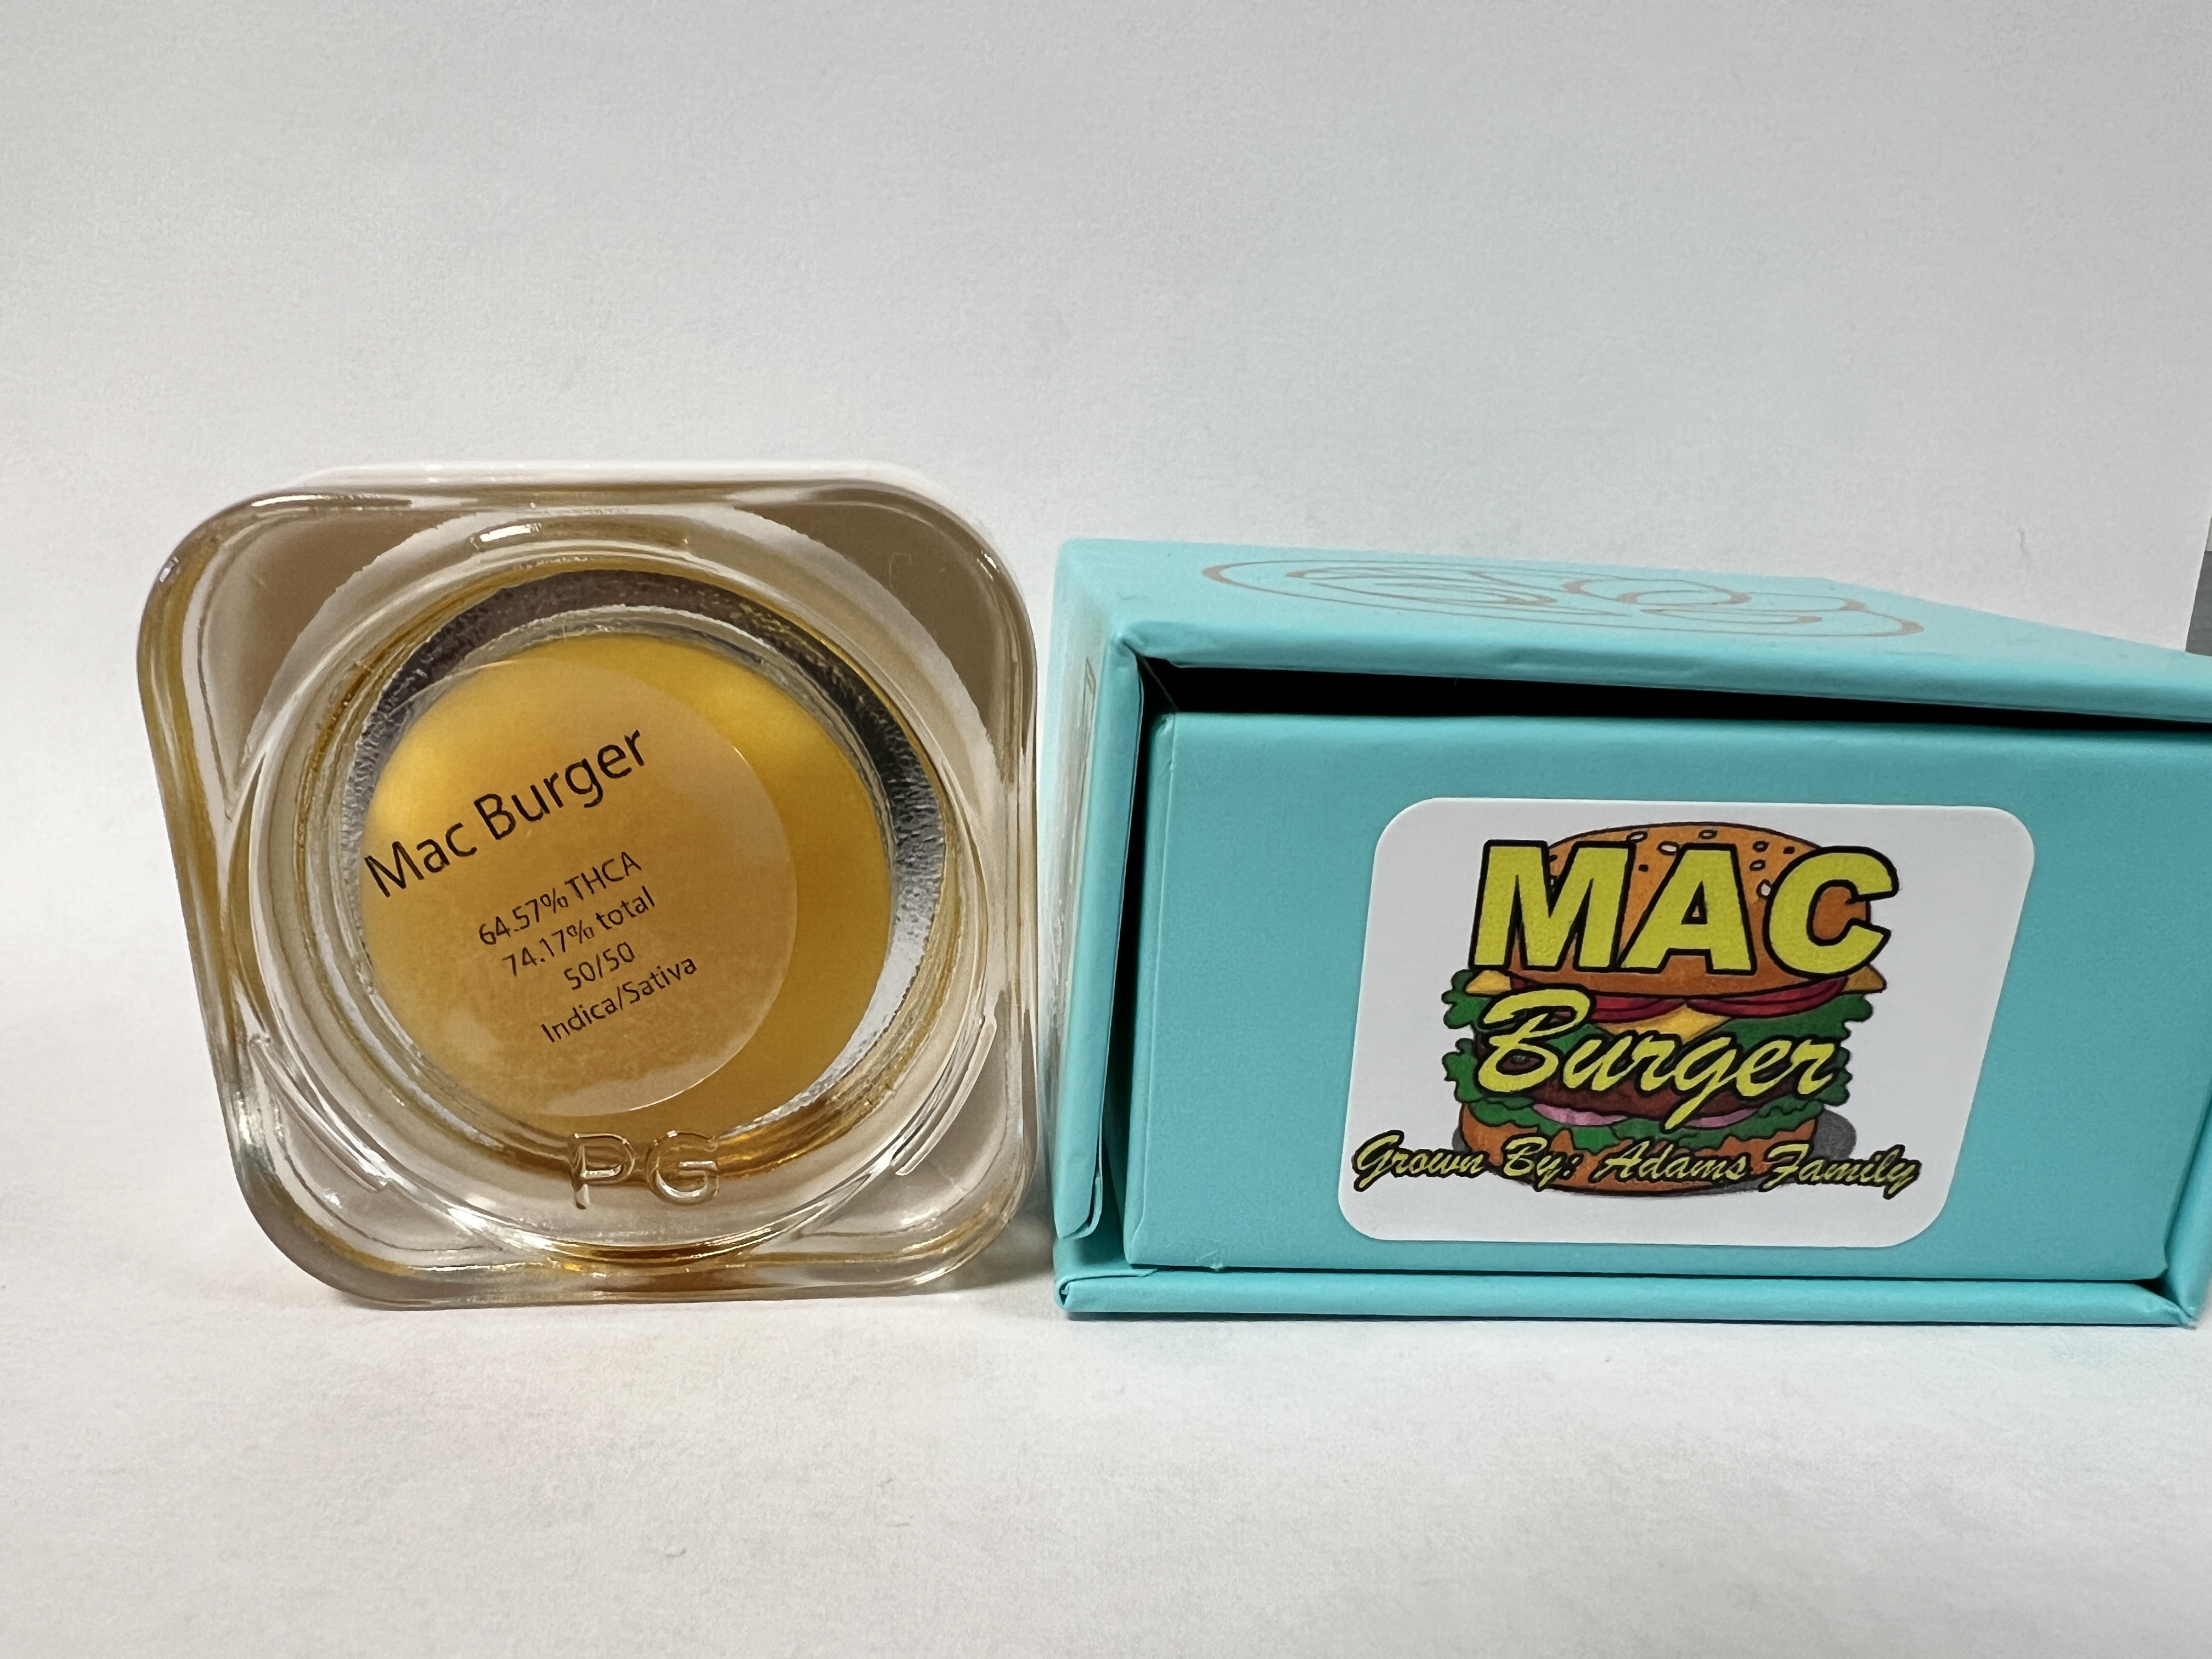 Mac Burger
64.57% THCA
74.17% total
50/50
Indica/Sativa
PG
MAC
Burger
Grown By: Adams Family